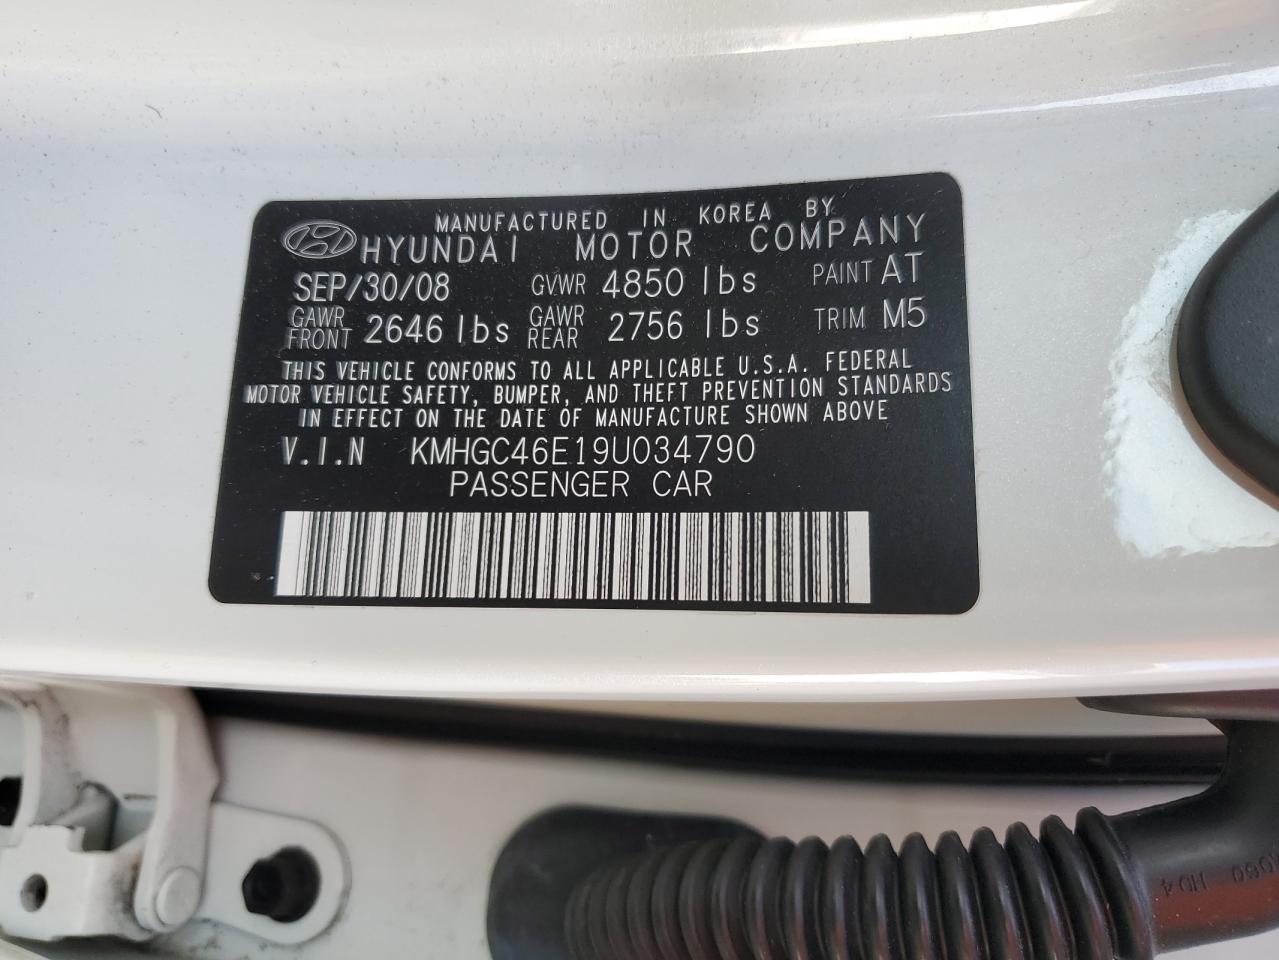 MANUFACTURED IN KOREA BY
HYUNDAI MOTOR COMPANY
SEP/30/08 GVWR 4850 lbs PAINT AT
GAWR FRONT 2646 lbs GAWR REAR 2756 lbs TRIM M5
THIS VEHICLE CONFORMS TO ALL APPLICABLE U.S.A. FEDERAL
MOTOR VEHICLE SAFETY, BUMPER, AND THEFT PREVENTION STANDARDS
IN EFFECT ON THE DATE OF MANUFACTURE SHOWN ABOVE
V.I.N KMHGC46E19U034790
PASSENGER CAR
HD4